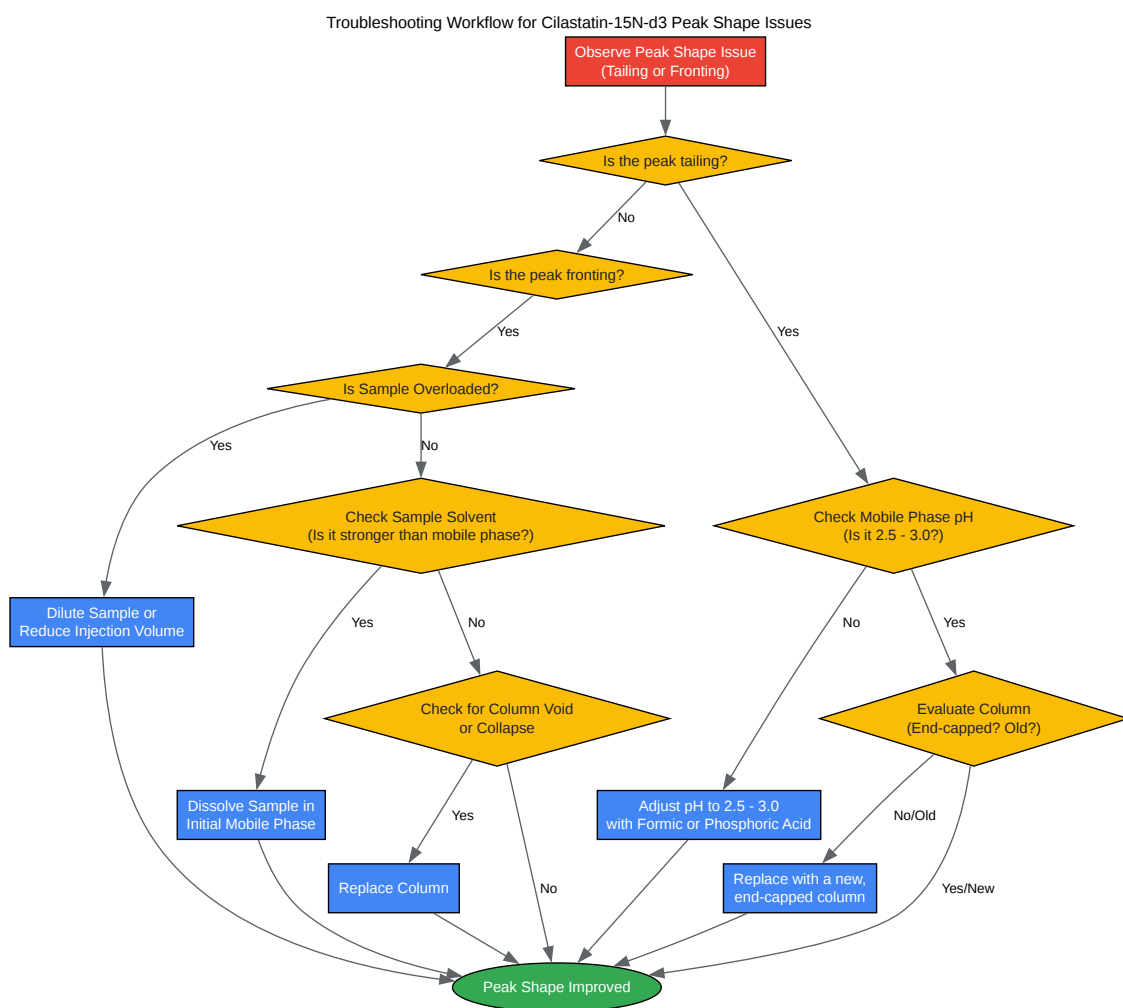 Troubleshooting Workflow for Cilastatin-15N-d3 Peak Shape Issues
Observe Peak Shape Issue
(Tailing or Fronting)
Is the peak tailing?
No
Is the peak fronting?
Yes
Yes
Is Sample Overloaded?
Yes
No
Check Sample Solvent
(Is it stronger than mobile phase?)
Check Mobile Phase pH
(Is it 2.5 - 3.0?)
Dilute Sample or
Reduce Injection Volume
Yes
No
No
Yes
Check for Column Void
or Collapse
Evaluate Column
(End-capped? Old?)
Dissolve Sample in
Initial Mobile Phase
Yes
Adjust pH to 2.5 - 3.0
with Formic or Phosphoric Acid
No/Old
Replace Column
No
Replace with a new,
end-capped column
Yes/New
Peak Shape Improved